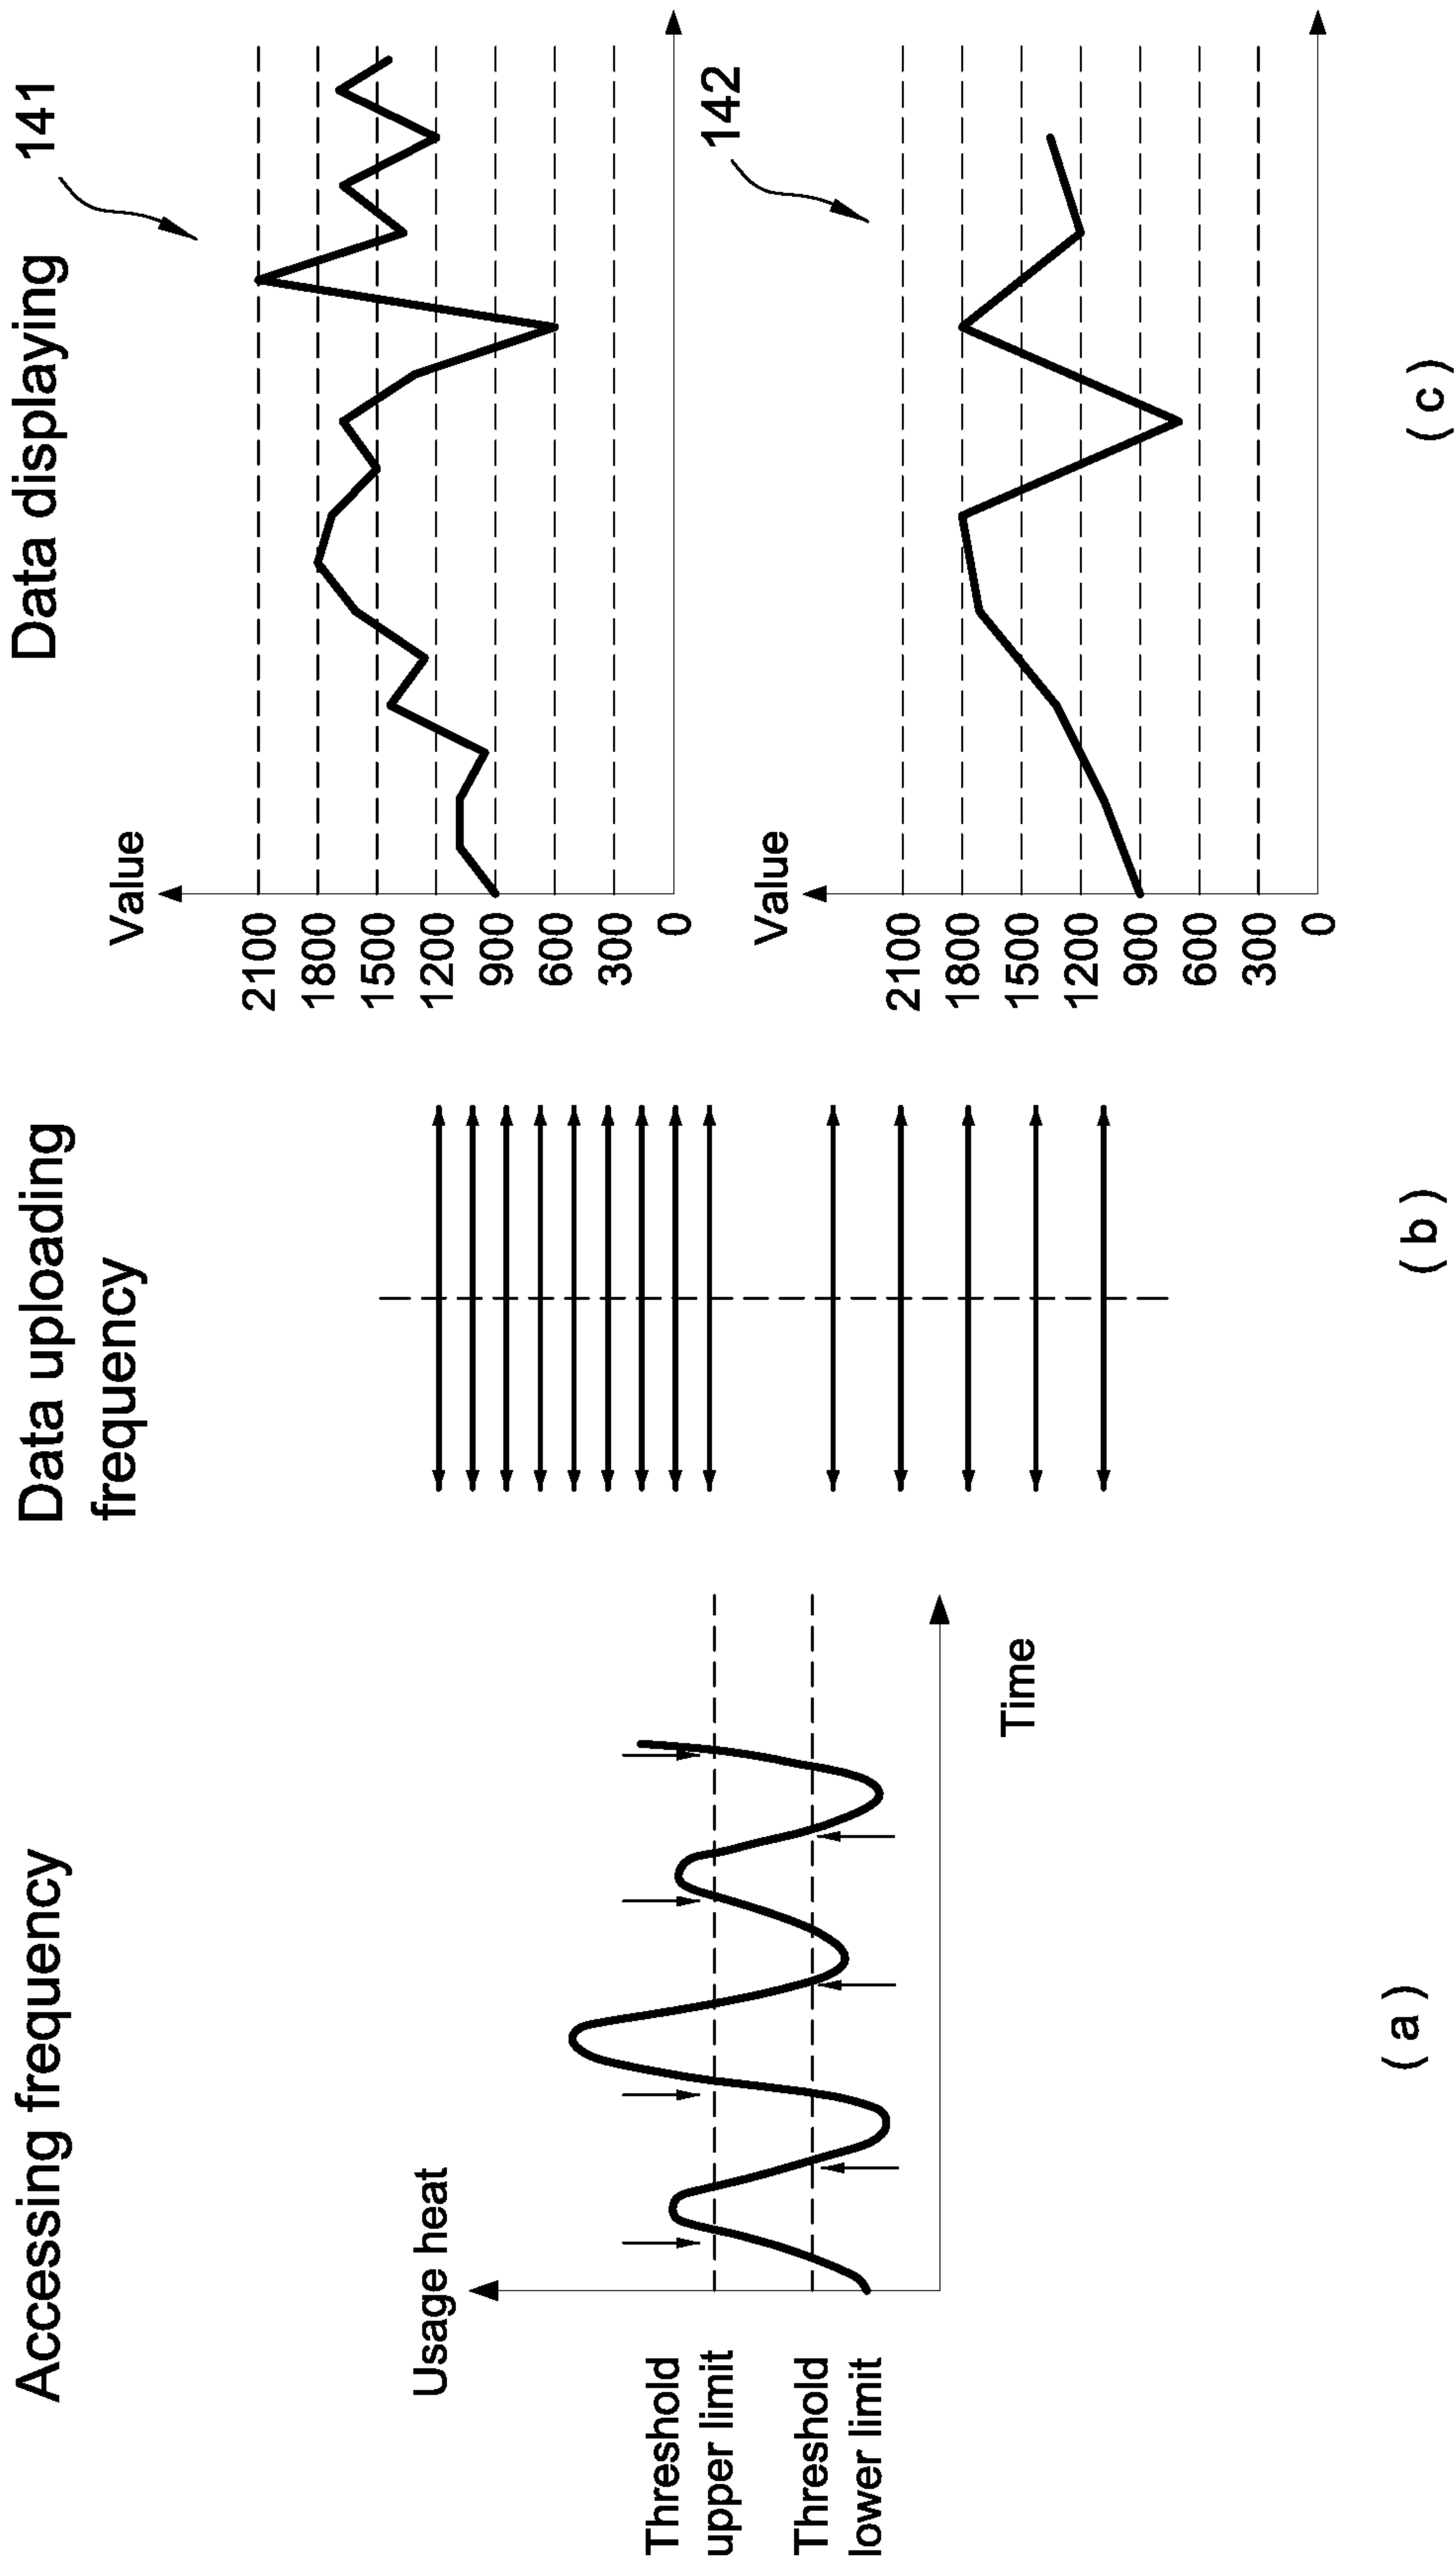 Accessing frequency
Usage heat
Threshold
upper limit
Threshold
lower limit
Time
( a )
Data uploading
frequency
( b )
Data displaying
141
Value
2100
1800
1500
1200
900
600
300
0
142
Value
2100
1800
1500
1200
900
600
300
0
( c )